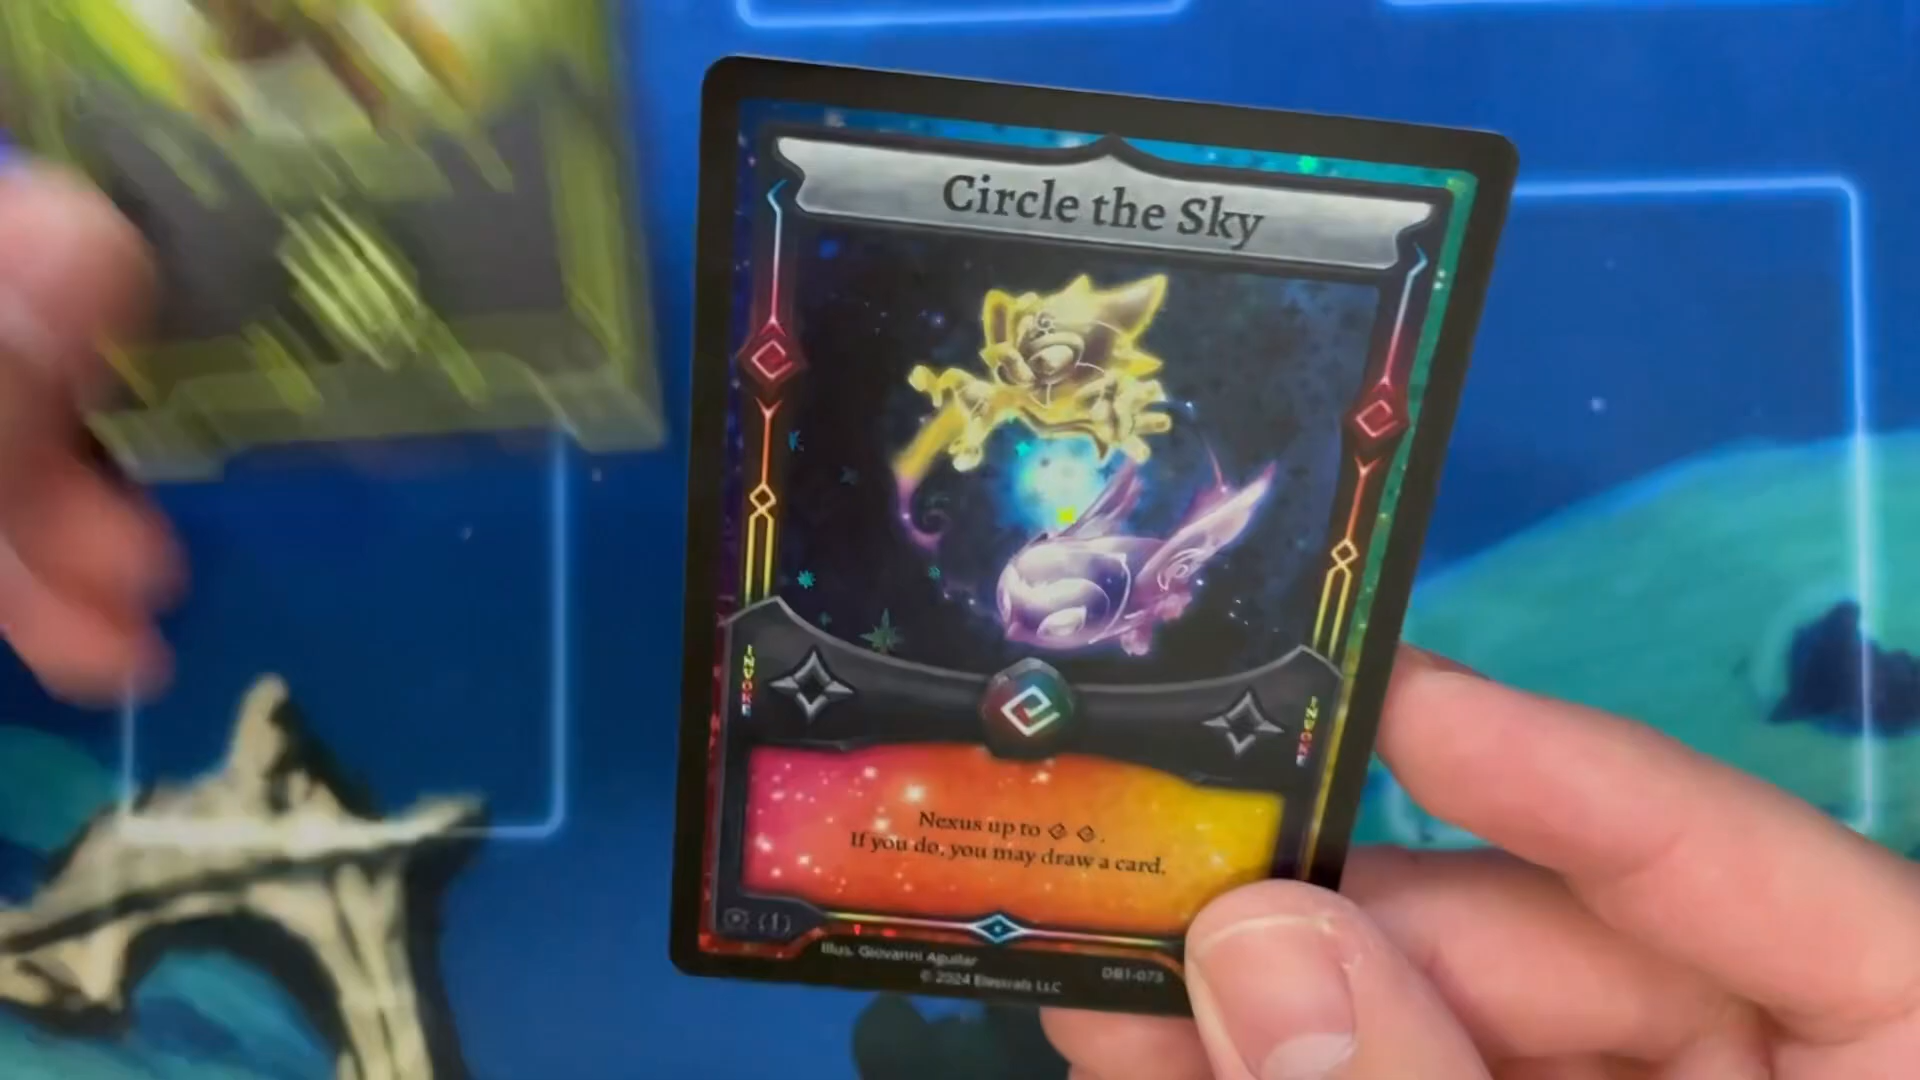 Circle the Sky
INVOKE
INVOKE
Nexus up to
If you do, you may draw a card.
(1)
Illus. Giovanni Aguilar
© 2024 Elestrals LLC
DB1-073